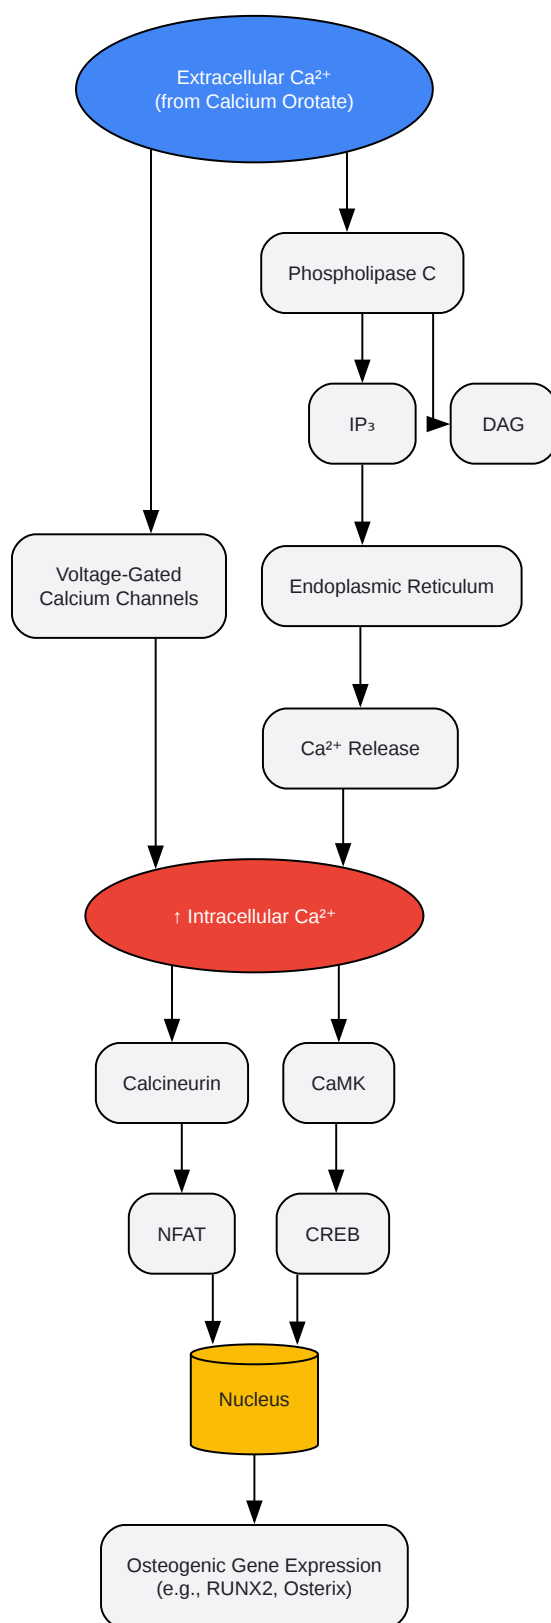 Extracellular Ca²⁺
(from Calcium Orotate)
Phospholipase C
IP₃
DAG
Voltage-Gated
Calcium Channels
Endoplasmic Reticulum
Ca²⁺ Release
↑ Intracellular Ca²⁺
Calcineurin
CaMK
NFAT
CREB
Nucleus
Osteogenic Gene Expression
(e.g., RUNX2, Osterix)